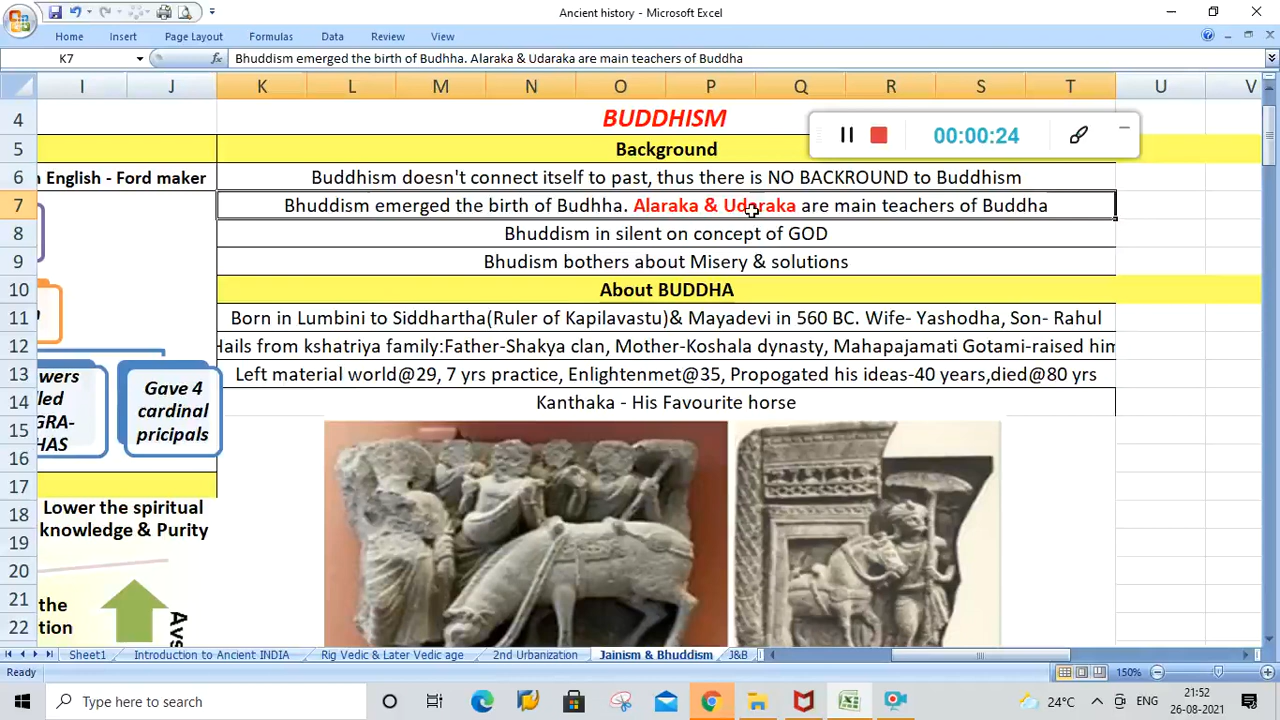 Ancient history - Microsoft Excel
Home Insert Page Layout Formulas Data Review View
K7 fx Bhuddism emerged the birth of Budhha. Alaraka & Udaraka are main teachers of Buddha
I J K L M N O P Q R S T U V
4 BUDDHISM
00:00:24
5 Background
6 English - Ford maker Buddhism doesn't connect itself to past, thus there is NO BACKROUND to Buddhism
7 Bhuddism emerged the birth of Budhha. Alaraka & Udaraka are main teachers of Buddha
8 Bhuddism in silent on concept of GOD
9 Bhudism bothers about Misery & solutions
10 About BUDDHA
11 Born in Lumbini to Siddhartha(Ruler of Kapilavastu)& Mayadevi in 560 BC. Wife- Yashodha, Son- Rahul
12 Hails from kshatriya family:Father-Shakya clan, Mother-Koshala dynasty, Mahapajamati Gotami-raised him
13 Left material world@29, 7 yrs practice, Enlightenmet@35, Propogated his ideas-40 years,died@80 yrs
14 Kanthaka - His Favourite horse
Gave 4
cardinal
pricipals
15
16
17
18 Lower the spiritual
19 knowledge & Purity
20
21 the
22
Sheet1 Introduction to Ancient INDIA Rig Vedic & Later Vedic age 2nd Urbanization Jainism & Bhuddism J&B
Ready 150%
Type here to search 24°C ENG 21:52
26-08-2021